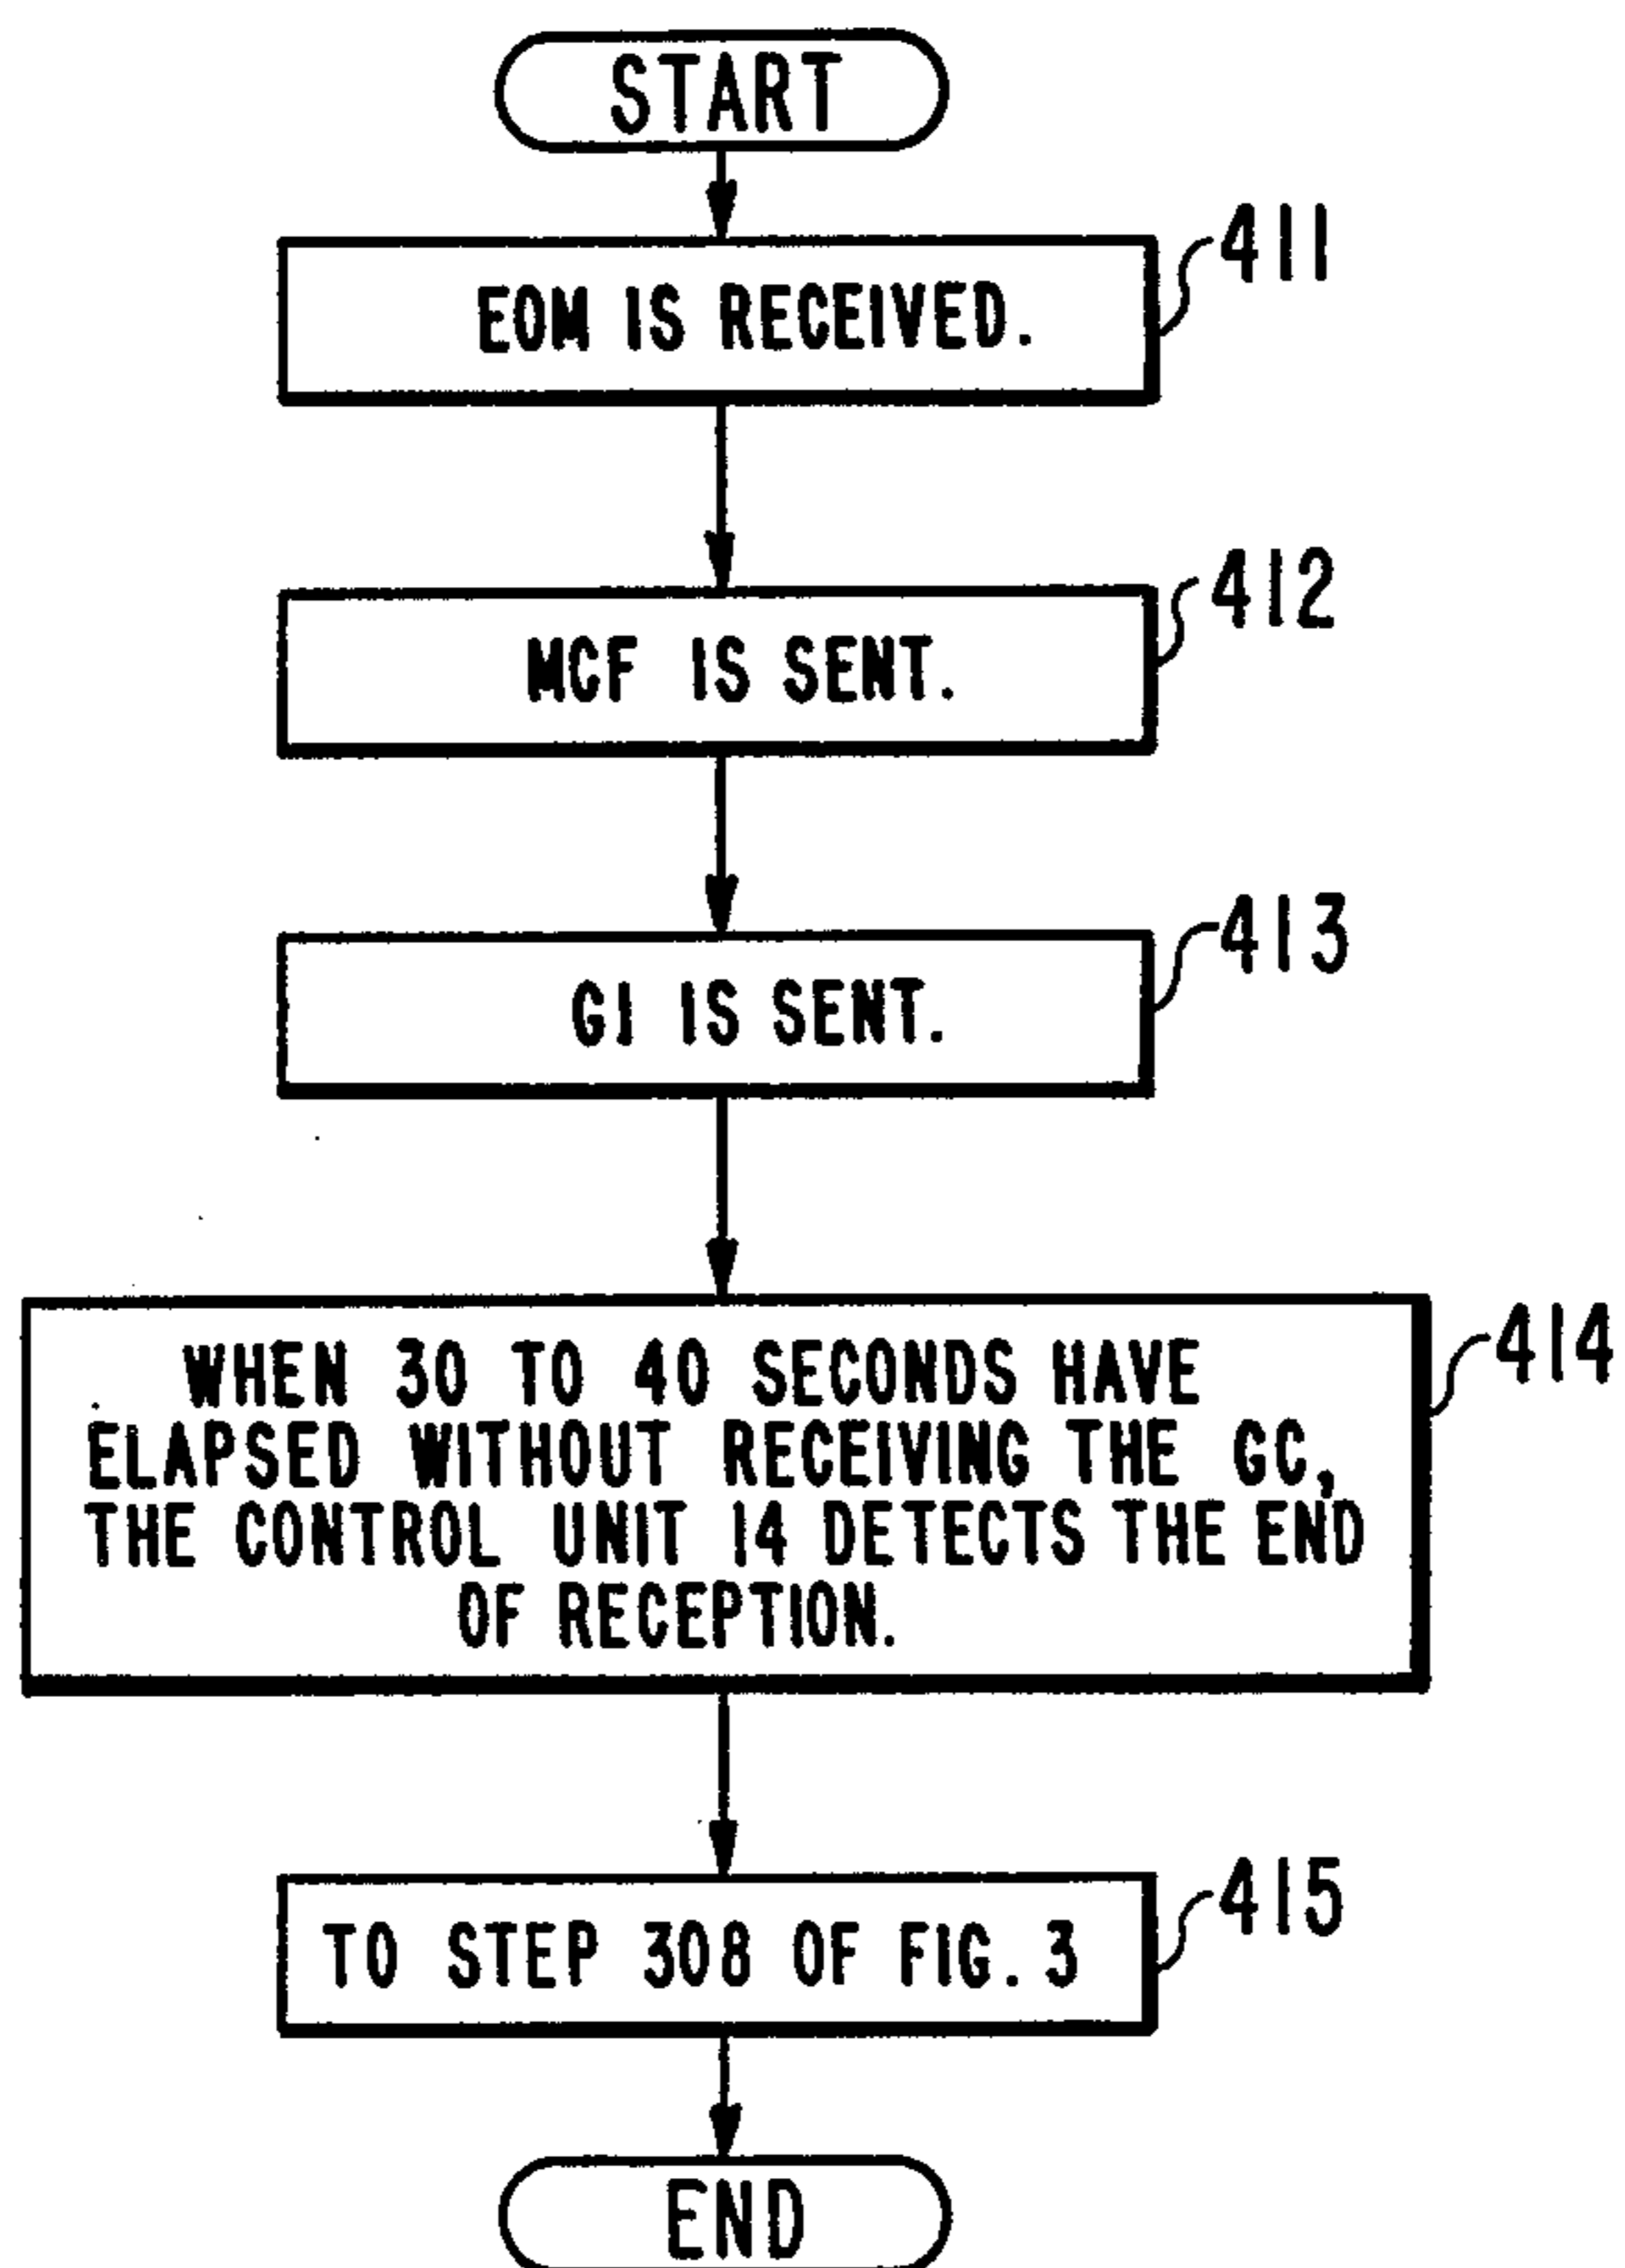 START
411
EOM IS RECEIVED.
412
MCF IS SENT.
413
GI IS SENT.
414
WHEN 30 TO 40 SECONDS HAVE
ELAPSED WITHOUT RECEIVING THE GC,
THE CONTROL UNIT 14 DETECTS THE END
OF RECEPTION.
415
TO STEP 308 OF FIG. 3
END